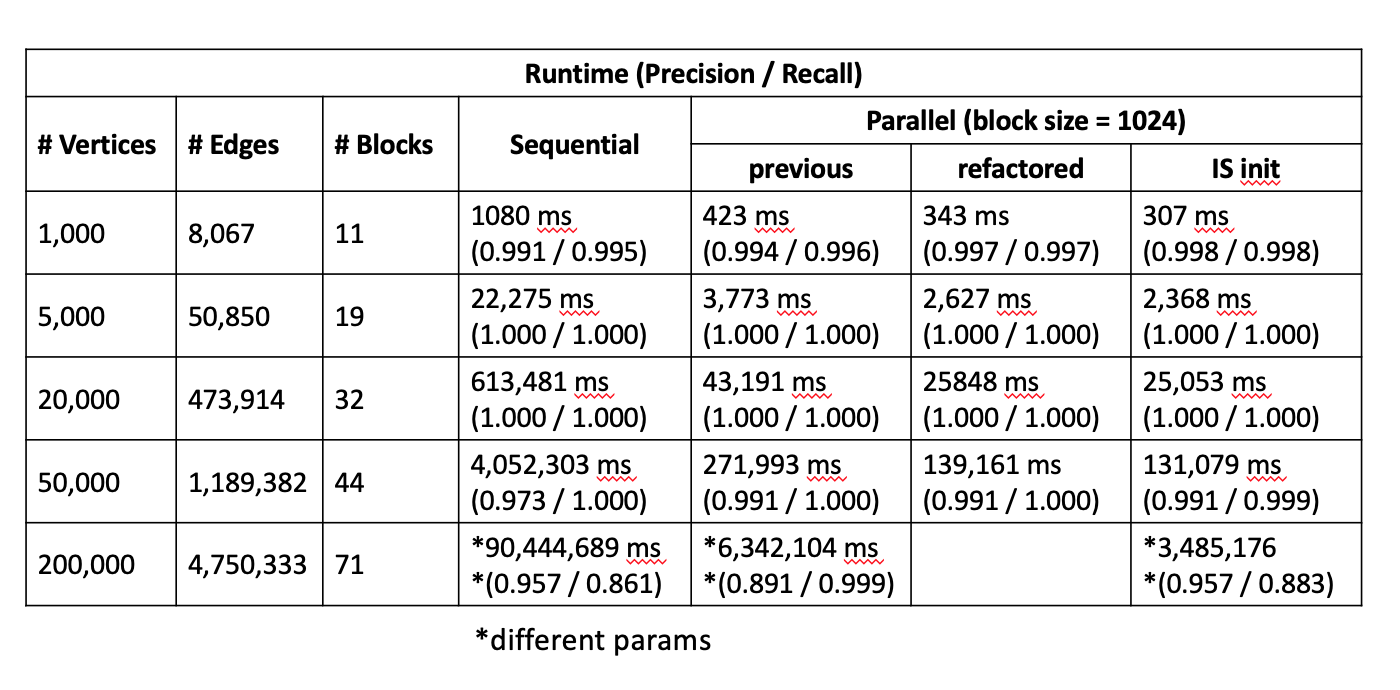 Runtime (Precision / Recall)
# Vertices # Edges # Blocks Sequential Parallel (block size = 1024)
previous refactored IS init
1,000 8,067 11 1080 ms 423 ms 343 ms 307 ms
(0.991 / 0.995) (0.994 / 0.996) (0.997 / 0.997) (0.998 / 0.998)
5,000 50,850 19 22,275 ms 3,773 ms 2,627 ms 2,368 ms
(1.000 / 1.000) (1.000 / 1.000) (1.000 / 1.000) (1.000 / 1.000)
20,000 473,914 32 613,481 ms 43,191 ms 25848 ms 25,053 ms
(1.000 / 1.000) (1.000 / 1.000) (1.000 / 1.000) (1.000 / 1.000)
50,000 1,189,382 44 4,052,303 ms 271,993 ms 139,161 ms 131,079 ms
(0.973 / 1.000) (0.991 / 1.000) (0.991 / 1.000) (0.991 / 0.999)
200,000 4,750,333 71 *90,444,689 ms *6,342,104 ms *3,485,176
*(0.957 / 0.861) *(0.891 / 0.999) *(0.957 / 0.883)
*different params